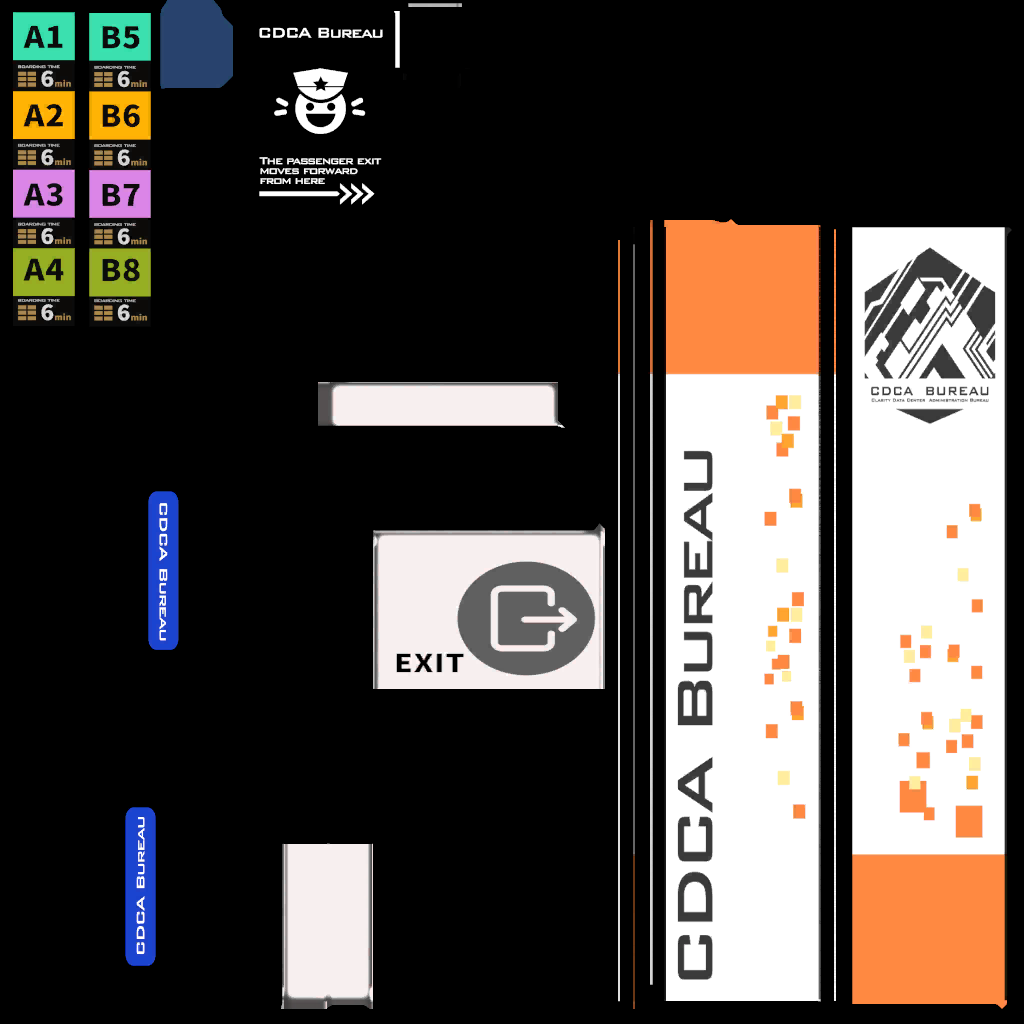 A1
BOARDING TIME
6min
A2
BOARDING TIME
6min
A3
BOARDING TIME
6min
A4
BOARDING TIME
6min
B5
BOARDING TIME
6min
B6
BOARDING TIME
6min
B7
BOARDING TIME
6min
B8
BOARDING TIME
6min
CDCA BUREAU
THE PASSENGER EXIT
MOVES FORWARD
FROM HERE
CDCA BUREAU
CDCA BUREAU
EXIT
CDCA BUREAU
CDCA BUREAU
CLARITY DATA CENTER ADMINISTRATION BUREAU